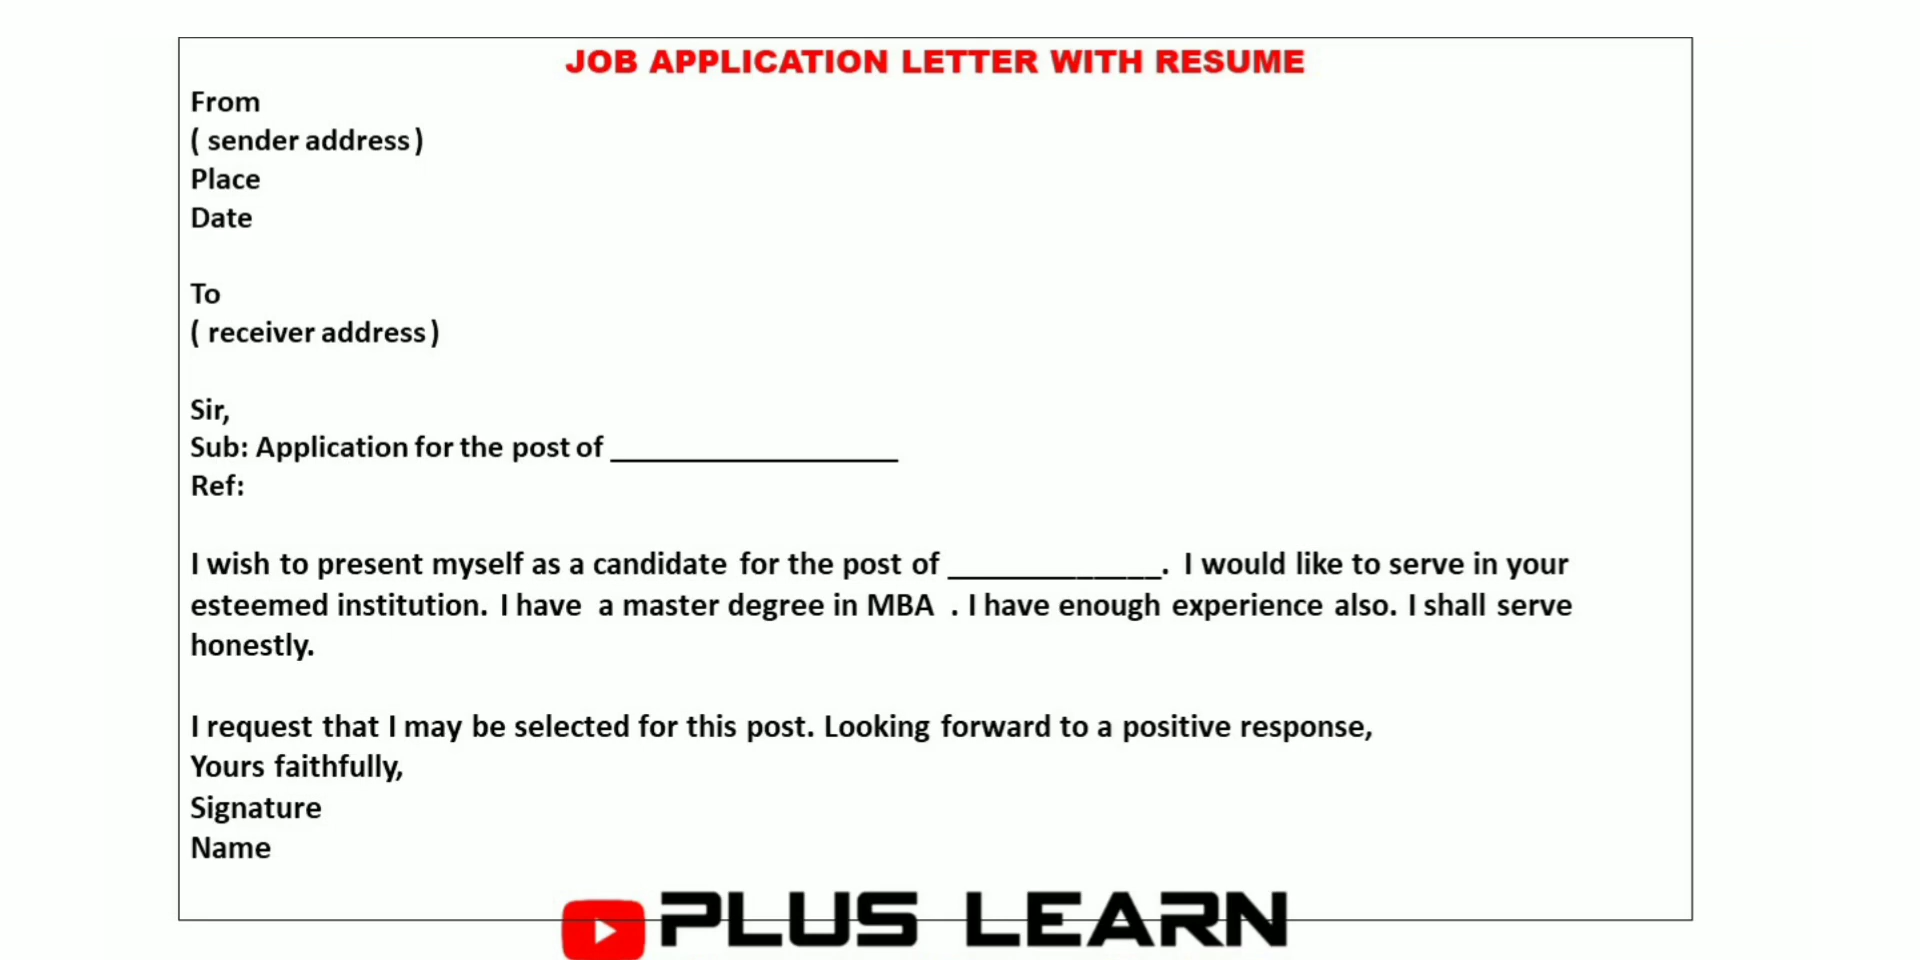 JOB APPLICATION LETTER WITH RESUME
From
( sender address )
Place
Date
To
( receiver address )
Sir,
Sub: Application for the post of __________________
Ref:
I wish to present myself as a candidate for the post of ______________. I would like to serve in your
esteemed institution. I have a master degree in MBA . I have enough experience also. I shall serve
honestly.
I request that I may be selected for this post. Looking forward to a positive response,
Yours faithfully,
Signature
Name
PLUS LEARN